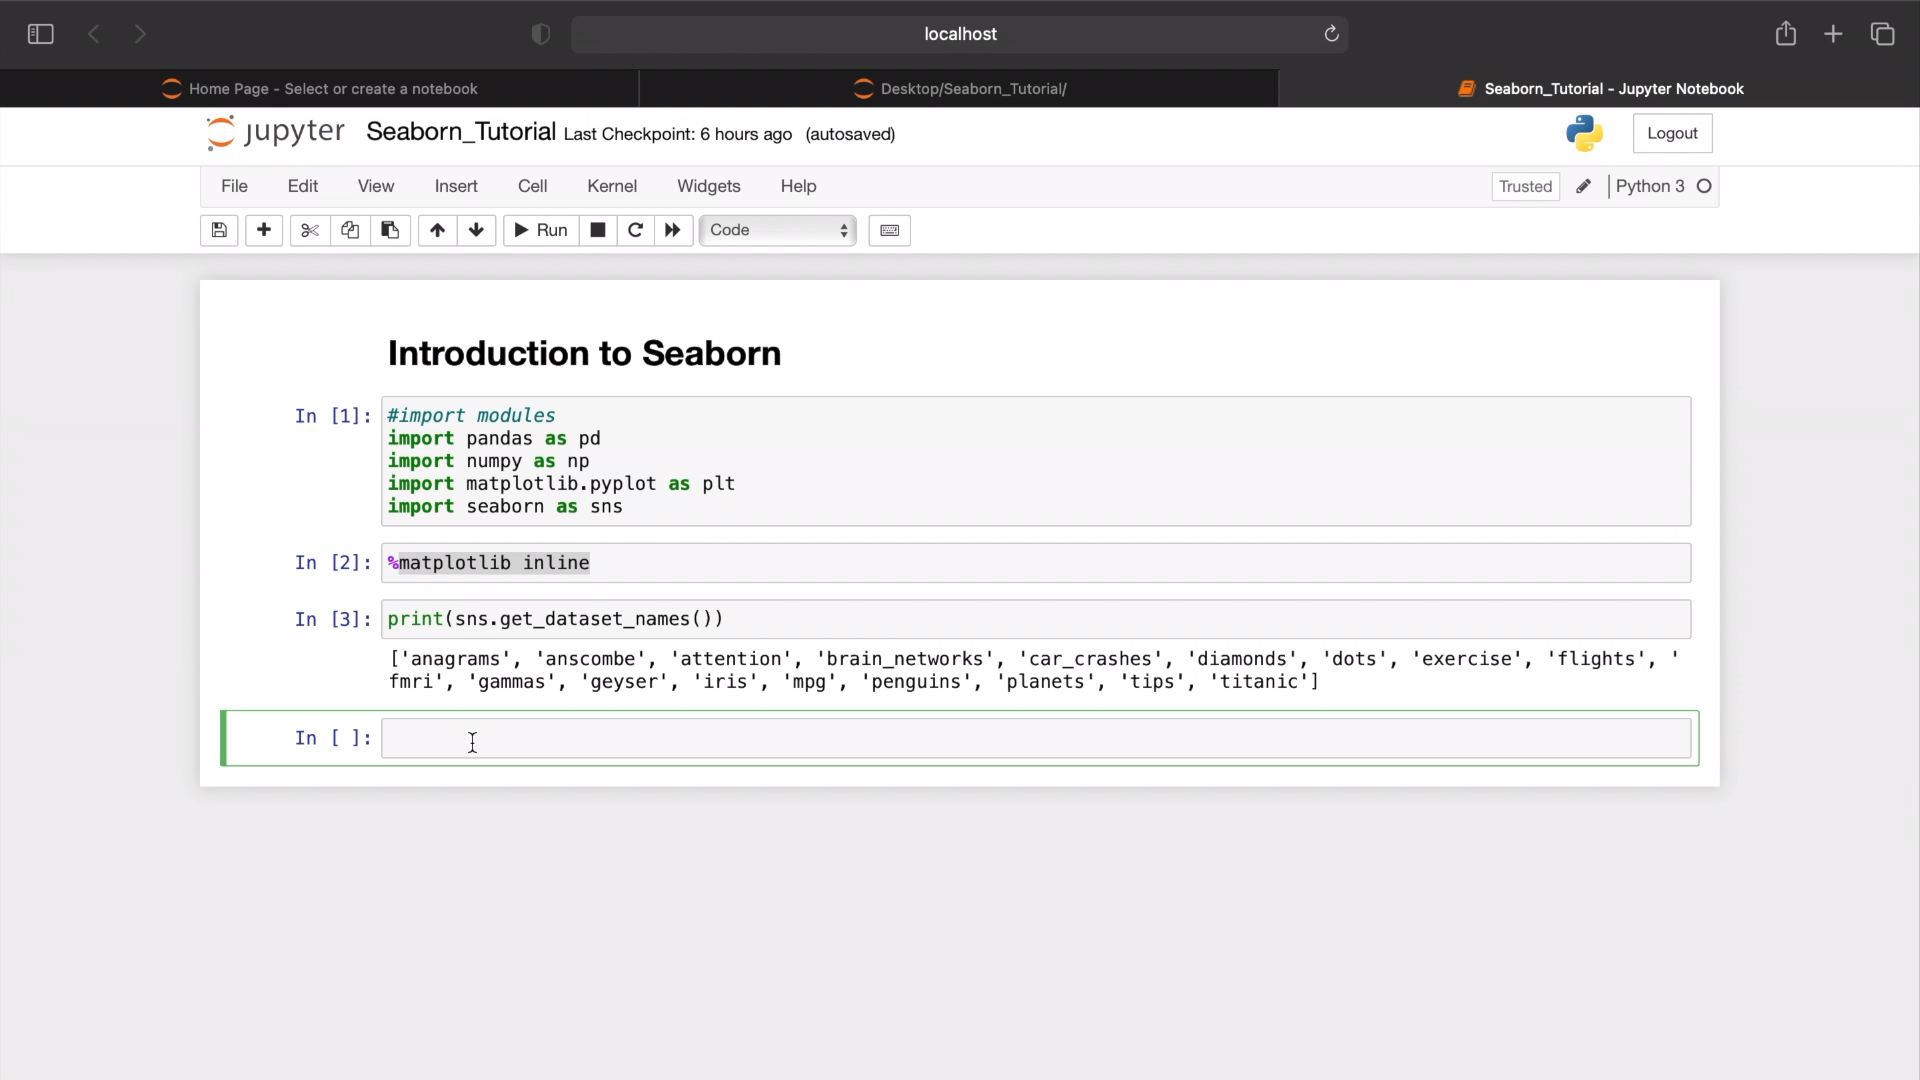 localhost
Home Page - Select or create a notebook
Desktop/Seaborn_Tutorial/
Seaborn_Tutorial - Jupyter Notebook
jupyter Seaborn_Tutorial Last Checkpoint: 6 hours ago (autosaved)
Logout
File Edit View Insert Cell Kernel Widgets Help
Trusted
Python 3
Run
Code
Introduction to Seaborn
In [1]: #import modules
import pandas as pd
import numpy as np
import matplotlib.pyplot as plt
import seaborn as sns
In [2]: %matplotlib inline
In [3]: print(sns.get_dataset_names())
['anagrams', 'anscombe', 'attention', 'brain_networks', 'car_crashes', 'diamonds', 'dots', 'exercise', 'flights', '
fmri', 'gammas', 'geyser', 'iris', 'mpg', 'penguins', 'planets', 'tips', 'titanic']
In [ ]: